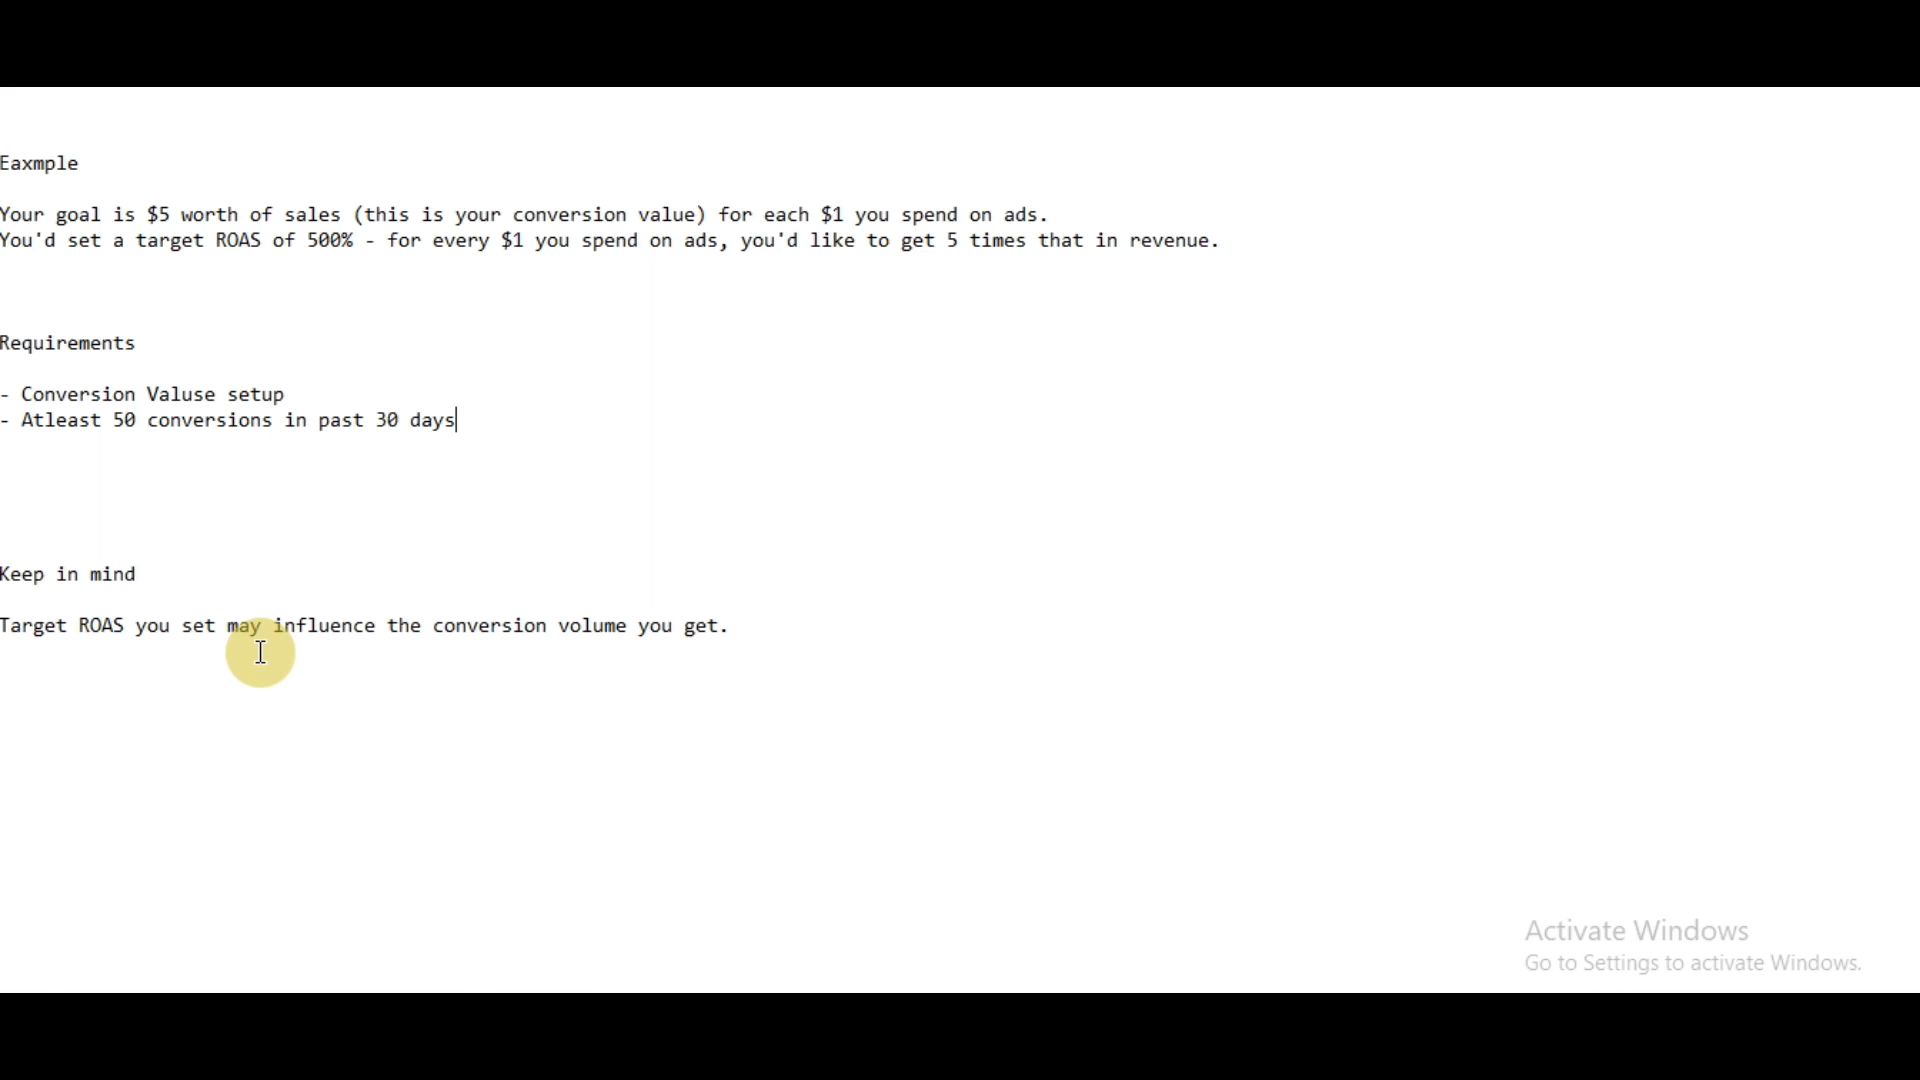 Eaxmple
Your goal is $5 worth of sales (this is your conversion value) for each $1 you spend on ads.
You'd set a target ROAS of 500% - for every $1 you spend on ads, you'd like to get 5 times that in revenue.
Requirements
- Conversion Valuse setup
- Atleast 50 conversions in past 30 days
Keep in mind
Target ROAS you set may influence the conversion volume you get.
Activate Windows
Go to Settings to activate Windows.